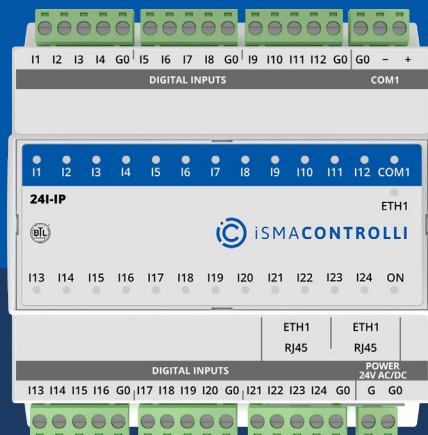 I1 I2 I3 I4 G0 I5 I6 I7 I8 G0 I9 I10 I11 I12 G0 G0 − +
DIGITAL INPUTS COM1
I1 I2 I3 I4 I5 I6 I7 I8 I9 I10 I11 I12 COM1
24I-IP
ETH1
BTL
iSMACONTROLLI
I13 I14 I15 I16 I17 I18 I19 I20 I21 I22 I23 I24 ON
ETH1 ETH1
RJ45 RJ45
DIGITAL INPUTS
POWER
24V AC/DC
I13 I14 I15 I16 G0 I17 I18 I19 I20 G0 I21 I22 I23 I24 G0 G G0